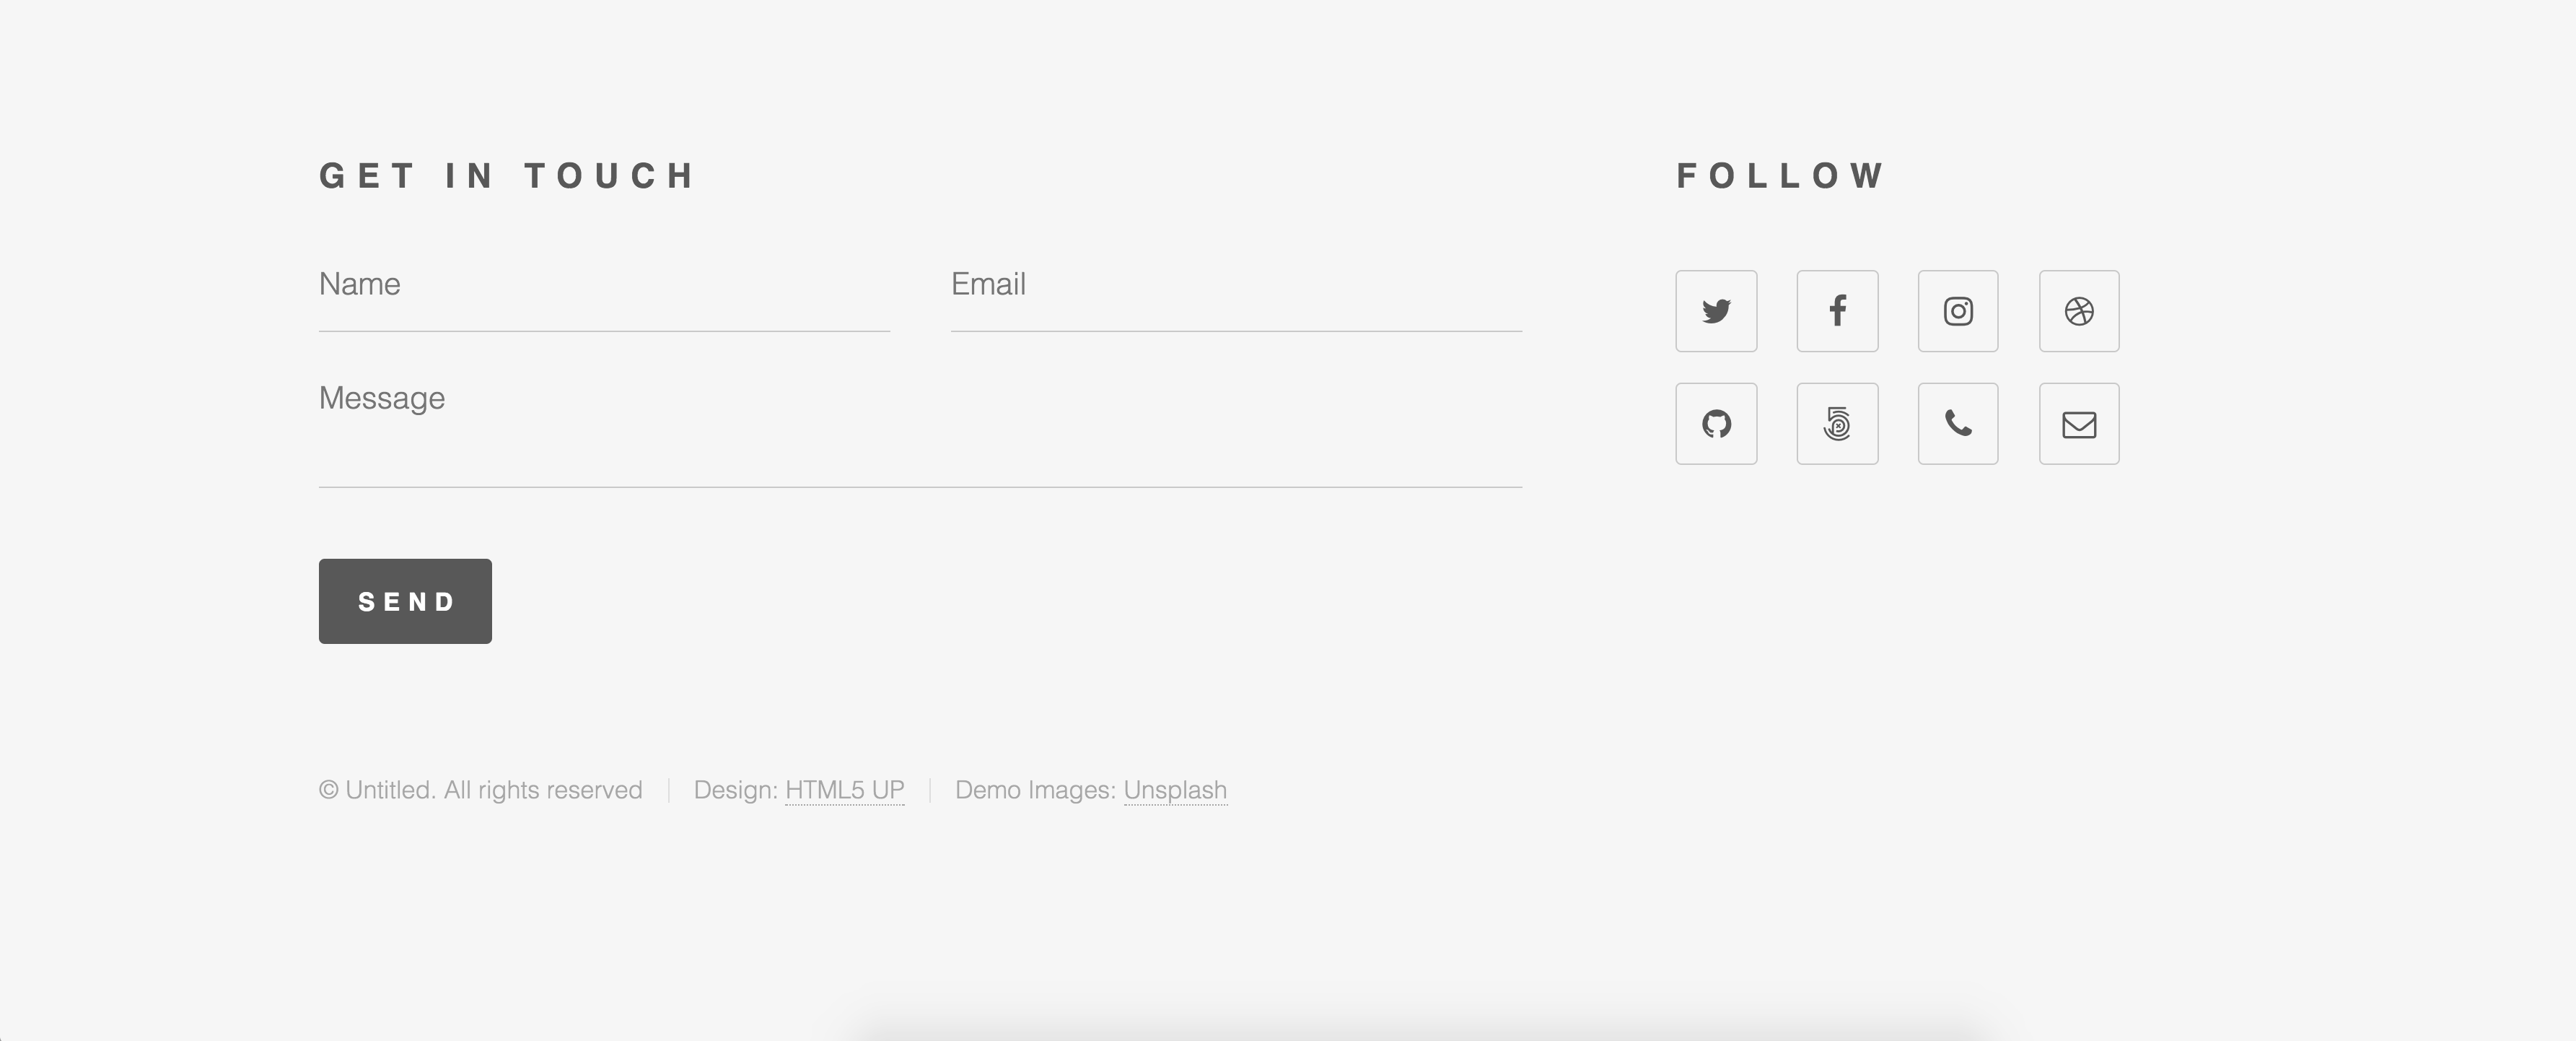 GET IN TOUCH
Name
Email
Message
SEND
FOLLOW
© Untitled. All rights reserved
Design: HTML5 UP
Demo Images: Unsplash